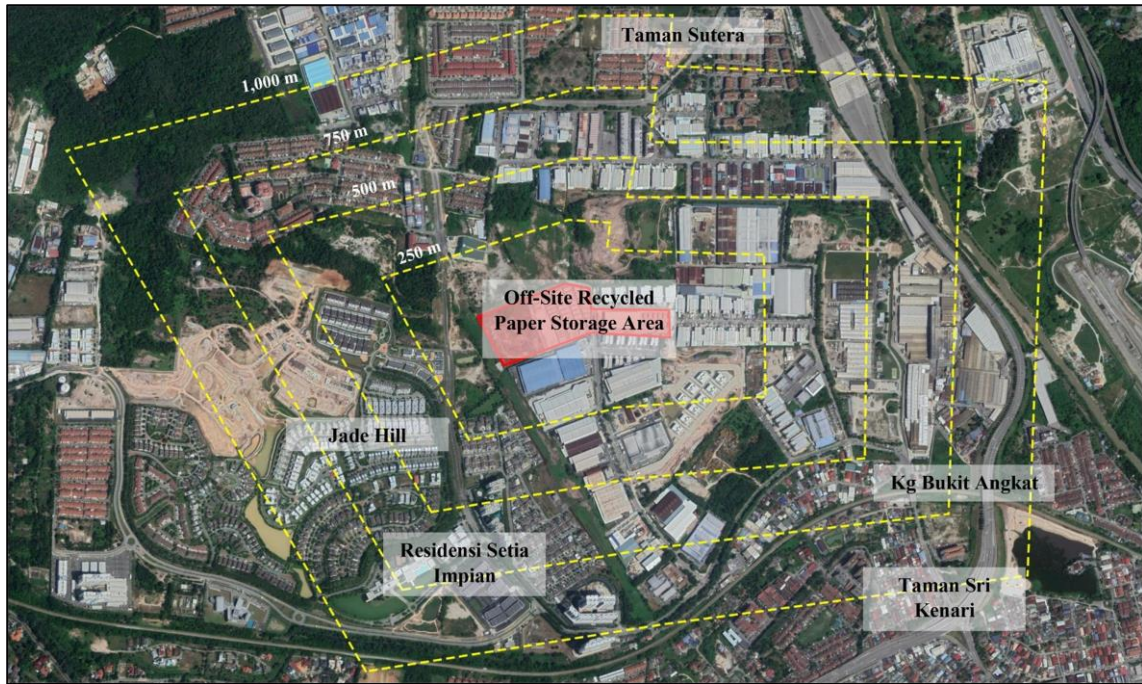 Taman Sutera
1,000 m
750 m
500 m
250 m
Off-Site Recycled
Paper Storage Area
Jade Hill
Kg Bukit Angkat
Residensi Setia
Impian
Taman Sri
Kenari